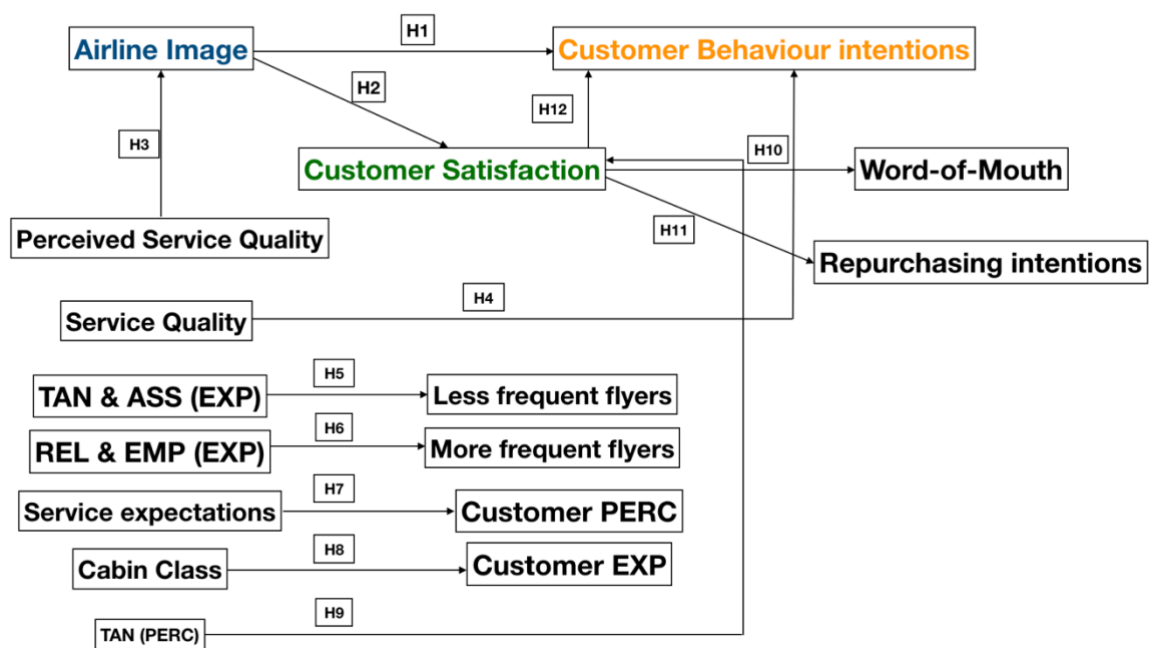 H1
Airline Image
Customer Behaviour intentions
H2
H12
H3
H10
Customer Satisfaction
Word-of-Mouth
Perceived Service Quality
H11
Repurchasing intentions
H4
Service Quality
H5
TAN & ASS (EXP)
Less frequent flyers
H6
REL & EMP (EXP)
More frequent flyers
H7
Service expectations
Customer PERC
H8
Cabin Class
Customer EXP
H9
TAN (PERC)